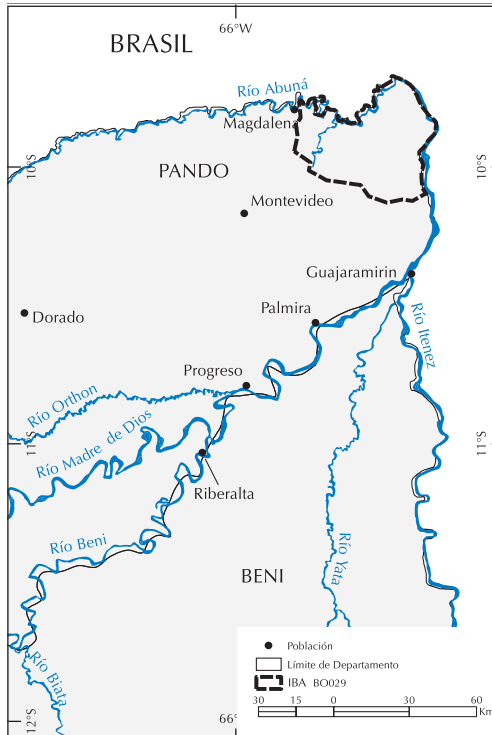 66°W
BRASIL
Río Abuná
Magdalena
10°S
10°S
PANDO
Montevideo
Guajaramirin
Dorado
Palmira
Río Itenez
Progreso
Río Orthon
11°S
11°S
Río Madre de Dios
Riberalta
Río Beni
Río Yata
BENI
Población
Río Biata
Límite de Departamento
IBA BO029
30 15 0 30 60
Km
12°S
66°